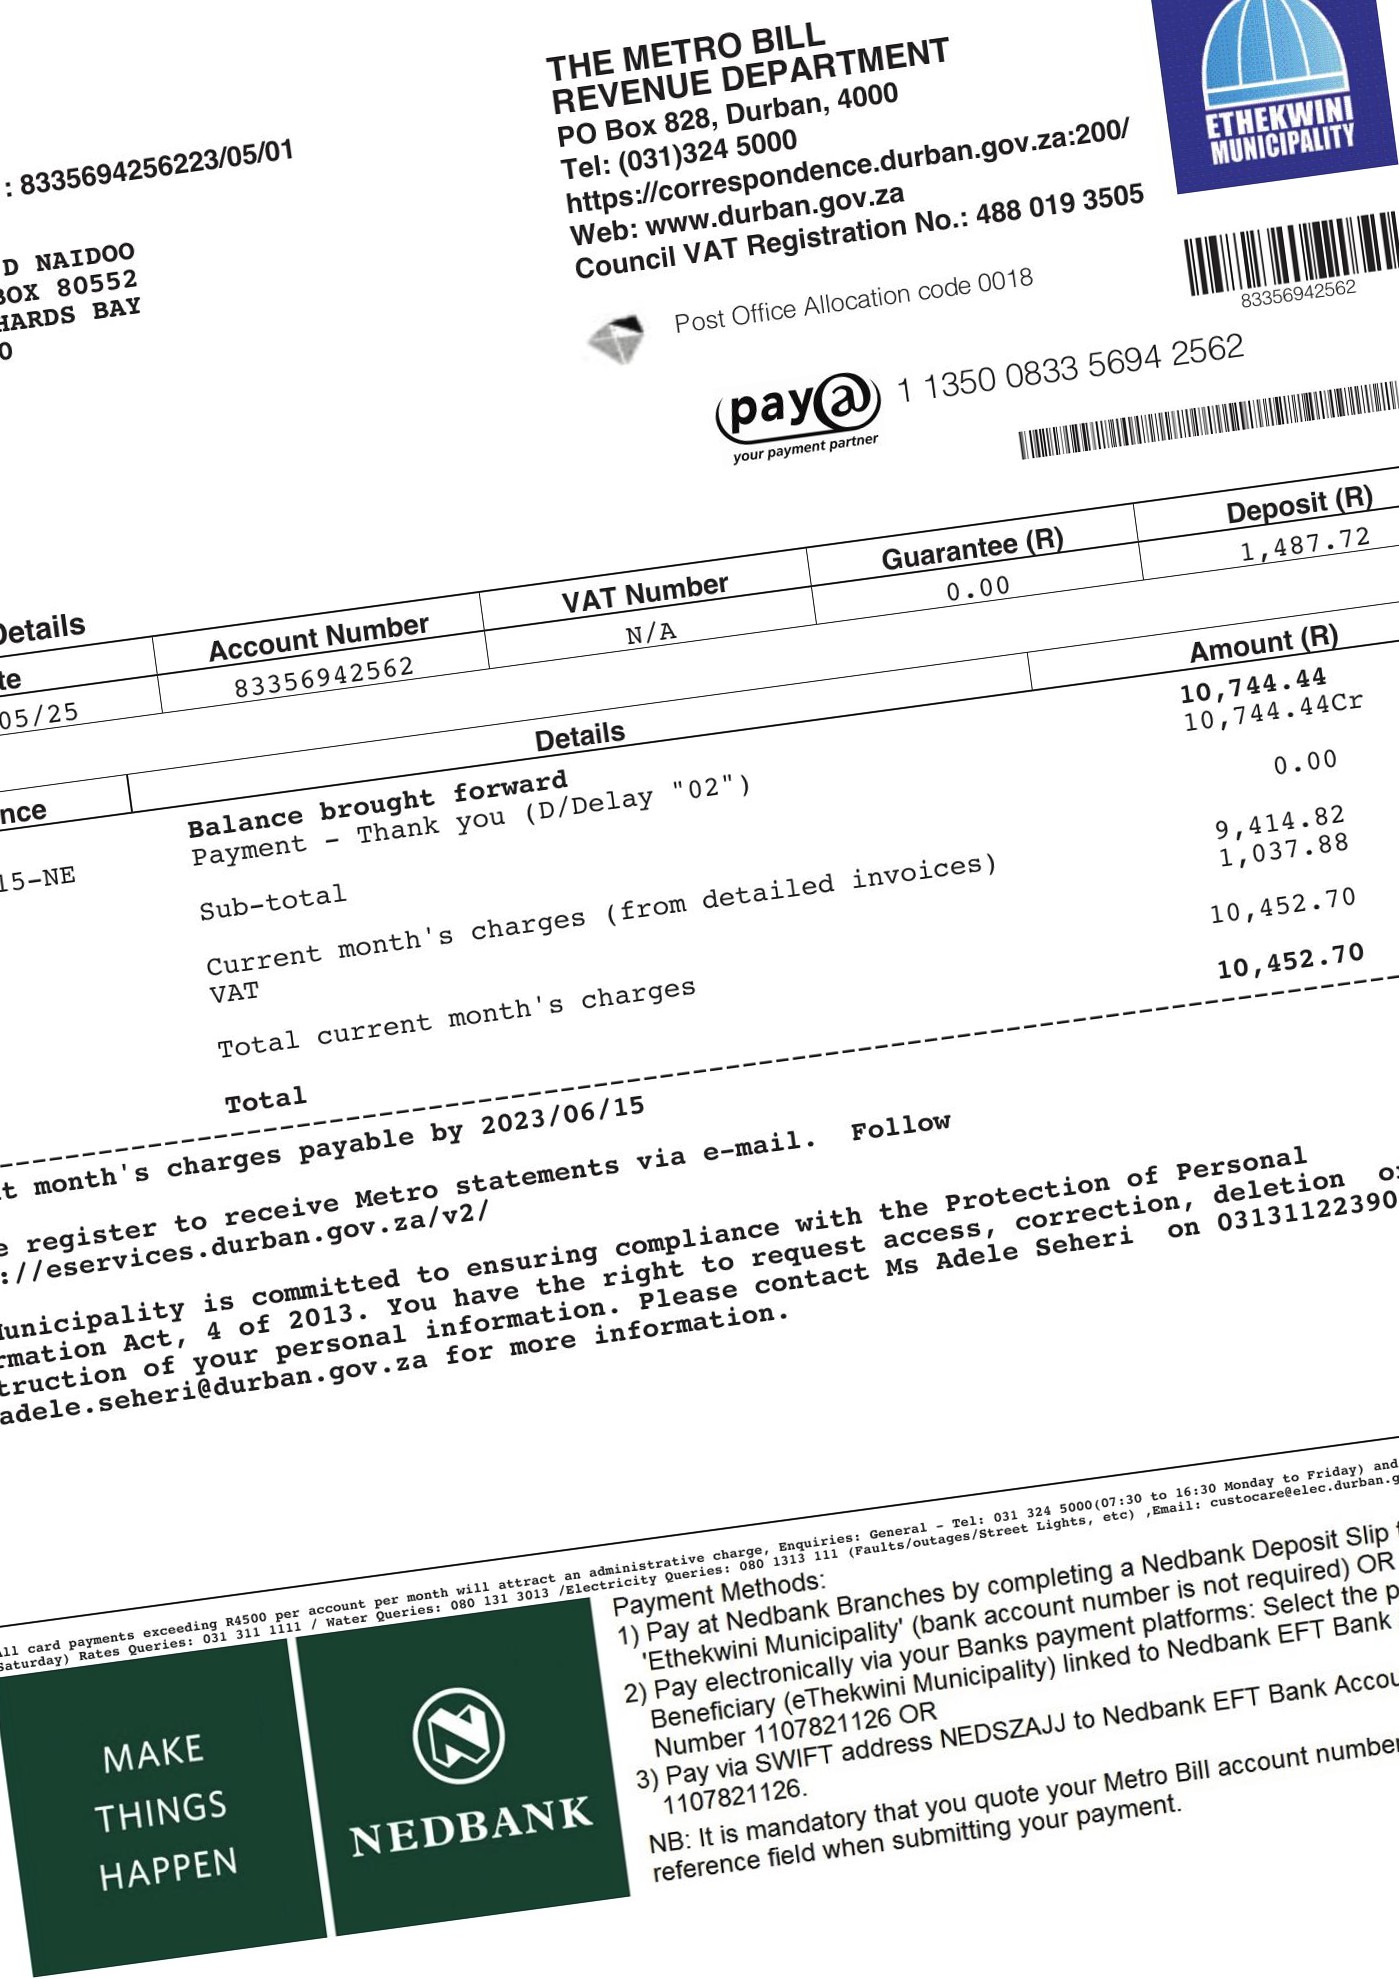 THE METRO BILL
REVENUE DEPARTMENT
PO Box 828, Durban, 4000
Tel: (031)324 5000
https://correspondence.durban.gov.za:200/
Web: www.durban.gov.za
Council VAT Registration No.: 488 019 3505
ETHEKWINI
MUNICIPALITY
: 8335694256223/05/01
D NAIDOO
BOX 80552
HARDS BAY
0
Post Office Allocation code 0018
83356942562
pay@
your payment partner
1 1350 0833 5694 2562
Details
te Account Number VAT Number Guarantee (R) Deposit (R)
05/25 83356942562 N/A 0.00 1,487.72
nce Details Amount (R)
Balance brought forward 10,744.44
15-NE Payment - Thank you (D/Delay "02") 10,744.44Cr
Sub-total 0.00
Current month's charges (from detailed invoices) 9,414.82
VAT 1,037.88
Total current month's charges 10,452.70
Total 10,452.70
t month's charges payable by 2023/06/15
e register to receive Metro statements via e-mail. Follow
://eservices.durban.gov.za/v2/
Municipality is committed to ensuring compliance with the Protection of Personal
rmation Act, 4 of 2013. You have the right to request access, correction, deletion or
truction of your personal information. Please contact Ms Adele Seheri on 03131122390
adele.seheri@durban.gov.za for more information.
All card payments exceeding R4500 per account per month will attract an administrative charge, Enquiries: General - Tel: 031 324 5000(07:30 to 16:30 Monday to Friday) and
Saturday) Rates Queries: 031 311 1111 / Water Queries: 080 131 3013 /Electricity Queries: 080 1313 111 (Faults/outages/Street Lights, etc) ,Email: custocare@elec.durban.g
MAKE
THINGS
HAPPEN
NEDBANK
Payment Methods:
1) Pay at Nedbank Branches by completing a Nedbank Deposit Slip
'Ethekwini Municipality' (bank account number is not required) OR
2) Pay electronically via your Banks payment platforms: Select the p
Beneficiary (eThekwini Municipality) linked to Nedbank EFT Bank
Number 1107821126 OR
3) Pay via SWIFT address NEDSZAJJ to Nedbank EFT Bank Accou
1107821126.
NB: It is mandatory that you quote your Metro Bill account number
reference field when submitting your payment.